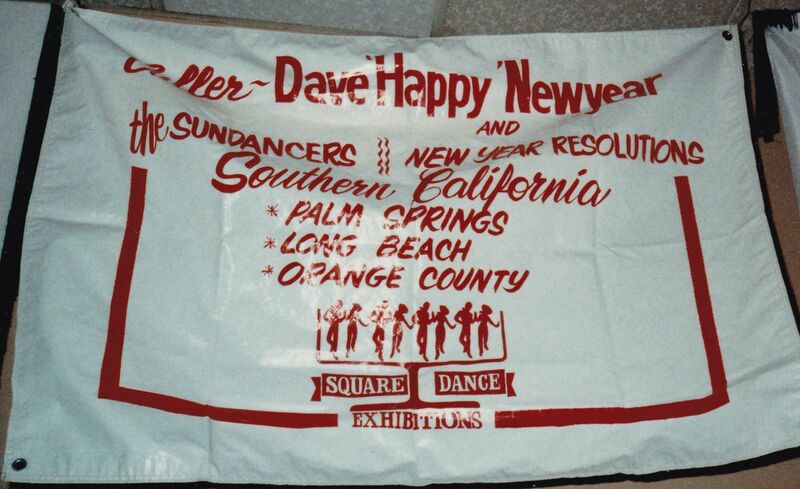 Caller~ Dave 'Happy' Newyear
AND
the SUNDANCERS NEW YEAR RESOLUTIONS
Southern California
* PALM SPRINGS
* LONG BEACH
* ORANGE COUNTY
SQUARE DANCE
EXHIBITIONS